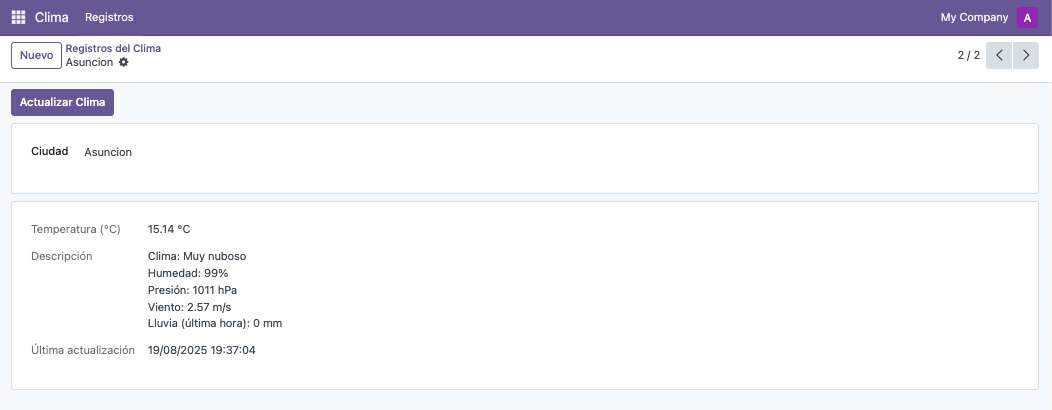 Clima Registros My Company A
Nuevo Registros del Clima 2 / 2
Asuncion
Actualizar Clima
Ciudad Asuncion
Temperatura (°C) 15.14 °C
Descripción Clima: Muy nuboso
Humedad: 99%
Presión: 1011 hPa
Viento: 2.57 m/s
Lluvia (última hora): 0 mm
Última actualización 19/08/2025 19:37:04